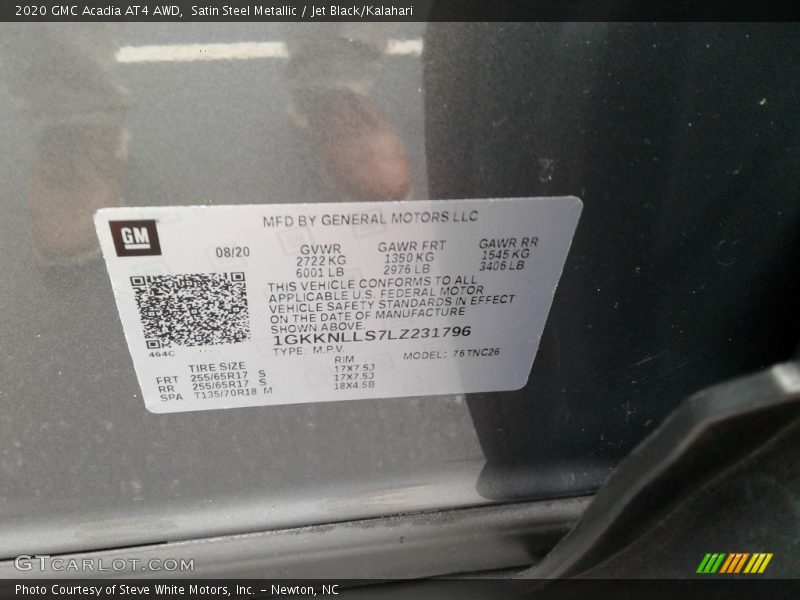 2020 GMC Acadia AT4 AWD,  Satin Steel Metallic / Jet Black/Kalahari
MFD BY GENERAL MOTORS LLC
GM
08/20
GVWR GAWR FRT GAWR RR
2722 KG 1350 KG 1545 KG
6001 LB 2976 LB 3406 LB
THIS VEHICLE CONFORMS TO ALL
APPLICABLE U.S. FEDERAL MOTOR
VEHICLE SAFETY STANDARDS IN EFFECT
ON THE DATE OF MANUFACTURE
SHOWN ABOVE.
1GKKNLLS7LZ231796
464C
TYPE: M.P.V. MODEL: 76TNC26
TIRE SIZE RIM
FRT 255/65R17 S 17X7.5J
RR 255/65R17 S 17X7.5J
SPA T135/70R18 M 18X4.5B
GTCARLOT.COM
Photo Courtesy of Steve White Motors, Inc. – Newton, NC